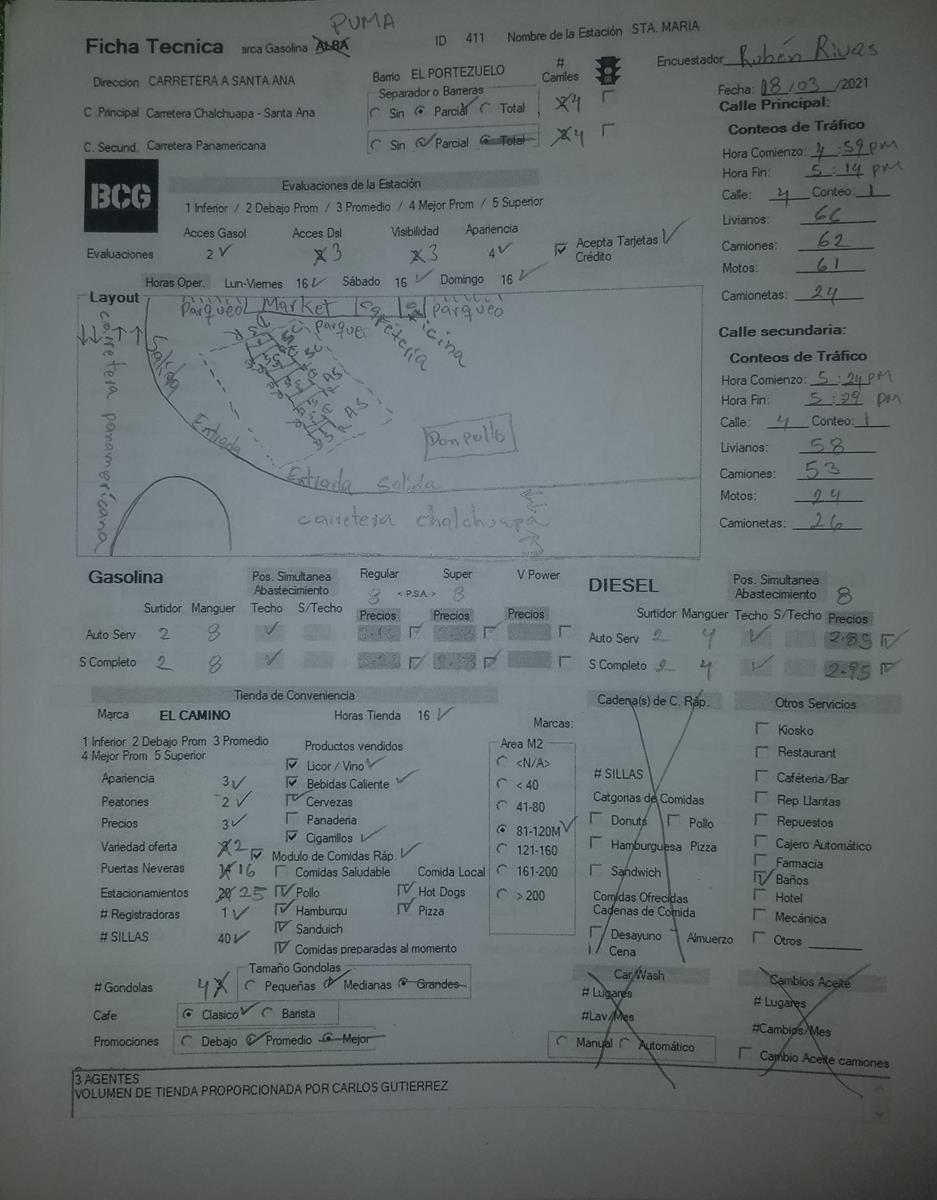 PUMA
Ficha Tecnica arca Gasolina ALBA ID 411 Nombre de la Estación STA. MARIA
Encuestador Rubén Rivas
Direccion CARRETERA A SANTA ANA Barrio EL PORTEZUELO # Carriles
Fecha: 08/03/2021
C .Principal Carretera Chalchuapa - Santa Ana Separador o Barreras Sin Parcial Total 4
C. Secund. Carretera Panamericana Sin Parcial Total 4
Calle Principal:
Conteos de Tráfico
Hora Comienzo: 4:59 PM
Hora Fin: 5:14 PM
Calle: 4 Conteo: 1
Livianos: 66
Camiones: 62
Motos: 61
Camionetas: 24
BCG
Evaluaciones de la Estación
1 Inferior / 2 Debajo Prom / 3 Promedio / 4 Mejor Prom / 5 Superior
Acces Gasol Acces Dsl Visibilidad Apariencia
Evaluaciones 2 3 3 4 Acepta Tarjetas Crédito
Horas Oper. Lun-Viernes 16 Sábado 16 Domingo 16
Layout
Parqueo Market Cafetería Oficina Parqueo
Parqueo
carretera panamericana
Salida
Entrada
Don Pollo
Entrada Salida
carretera chalchuapa
Calle secundaria:
Conteos de Tráfico
Hora Comienzo: 5:24 PM
Hora Fin: 5:29 PM
Calle: 4 Conteo: 1
Livianos: 58
Camiones: 53
Motos: 24
Camionetas: 26
Gasolina Pos. Simultanea Abastecimiento Regular Super V Power
8 < P.S.A > 8
Surtidor Manguer Techo S/Techo Precios Precios Precios
Auto Serv 2 8
S Completo 2 8
DIESEL Pos. Simultanea Abastecimiento 8
Surtidor Manguer Techo S/Techo Precios
Auto Serv 2 4 2.85
S Completo 2 4 2.95
Tienda de Conveniencia
Marca EL CAMINO Horas Tienda 16
Marcas:
1 Inferior 2 Debajo Prom 3 Promedio
4 Mejor Prom 5 Superior
Apariencia 3
Peatones 2
Precios 3
Variedad oferta 2
Puertas Neveras 16
Estacionamientos 25
# Registradoras 1
# SILLAS 40
Productos vendidos
Licor / Vino
Bebidas Caliente
Cervezas
Panaderia
Cigarrillos
Modulo de Comidas Ráp.
Comidas Saludable Comida Local
Pollo Hot Dogs
Hamburgu Pizza
Sanduich
Comidas preparadas al momento
Area M2
<N/A>
< 40
41-80
81-120M
121-160
161-200
> 200
Cadena(s) de C. Ráp.
# SILLAS
Catgorias de Comidas
Donuts Pollo
Hamburguesa Pizza
Sandwich
Comidas Ofrecidas
Cadenas de Comida
Desayuno Almuerzo
Cena
Otros Servicios
Kiosko
Restaurant
Caféteria/Bar
Rep Llantas
Repuestos
Cajero Automático
Farmacia
Baños
Hotel
Mecánica
Otros
# Gondolas 4 Tamaño Gondolas Pequeñas Medianas Grandes
Cafe Clasico Barista
Promociones Debajo Promedio Mejor
Car Wash
# Lugares
#Lav/Mes
Manual Automático
Cambios Aceite
# Lugares
#Cambios/Mes
Cambio Aceite camiones
3 AGENTES
VOLUMEN DE TIENDA PROPORCIONADA POR CARLOS GUTIERREZ